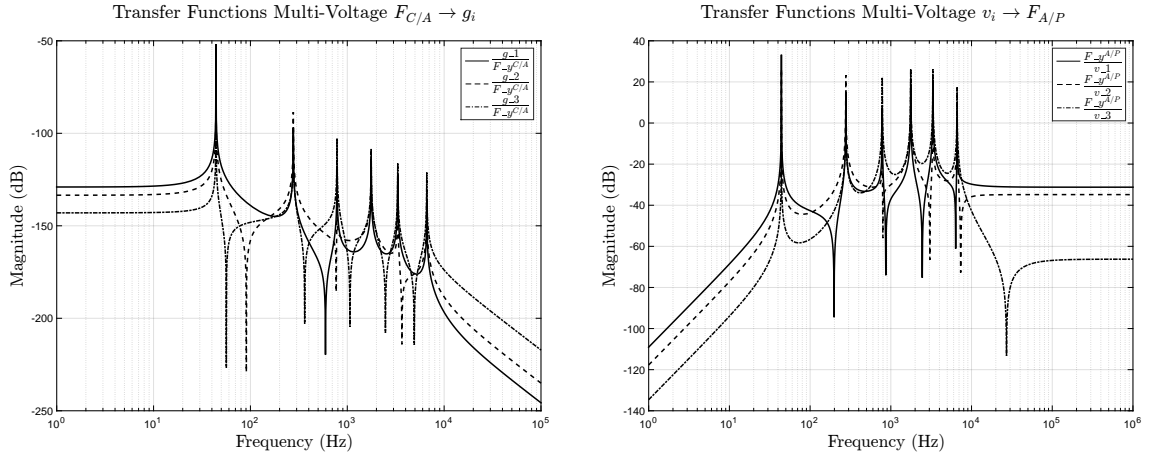 Transfer Functions Multi-Voltage $F_{C/A} \rightarrow g_i$
-50
-100
-150
-200
-250
Magnitude (dB)
10^0 10^1 10^2 10^3 10^4 10^5
Frequency (Hz)
g_1
F_y^{C/A}
g_2
F_y^{C/A}
g_3
F_y^{C/A}
Transfer Functions Multi-Voltage $v_i \rightarrow F_{A/P}$
40
20
0
-20
-40
-60
-80
-100
-120
-140
Magnitude (dB)
10^0 10^1 10^2 10^3 10^4 10^5 10^6
Frequency (Hz)
F_y^{A/P}
v_1
F_y^{A/P}
v_2
F_y^{A/P}
v_3